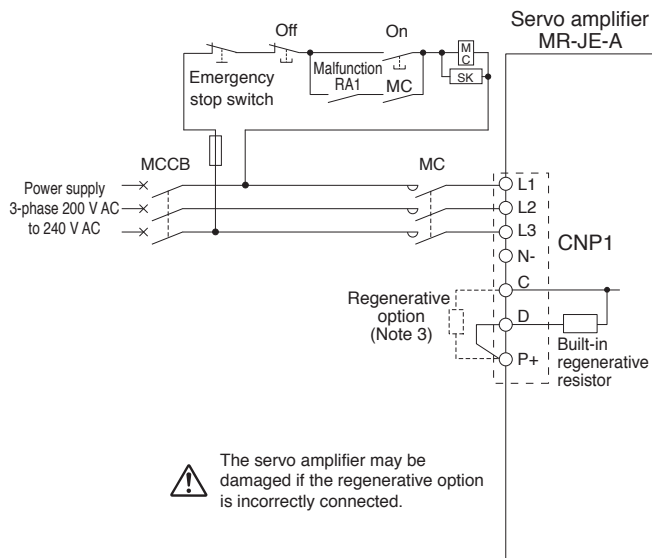 Servo amplifier
MR-JE-A
Off
On
M
C
SK
Emergency
stop switch
Malfunction
RA1
MC
MCCB
MC
Power supply
3-phase 200 V AC
to 240 V AC
L1
L2
L3
N-
CNP1
C
D
P+
Regenerative
option
(Note 3)
Built-in
regenerative
resistor
The servo amplifier may be
damaged if the regenerative option
is incorrectly connected.